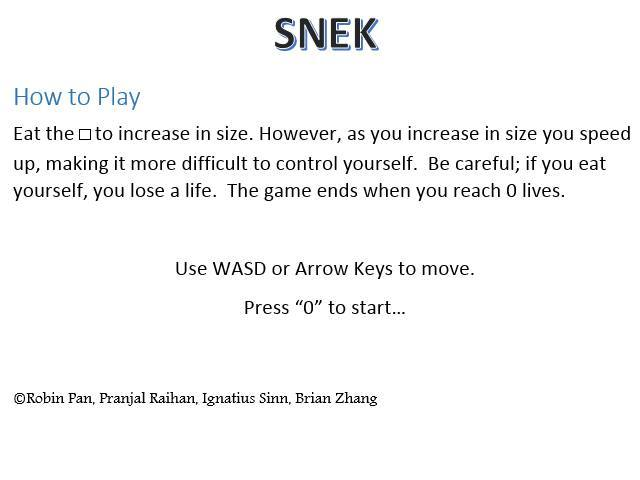 SNEK
How to Play
Eat the □ to increase in size. However, as you increase in size you speed
up, making it more difficult to control yourself.  Be careful; if you eat
yourself, you lose a life.  The game ends when you reach 0 lives.
Use WASD or Arrow Keys to move.
Press “0” to start…
©Robin Pan, Pranjal Raihan, Ignatius Sinn, Brian Zhang